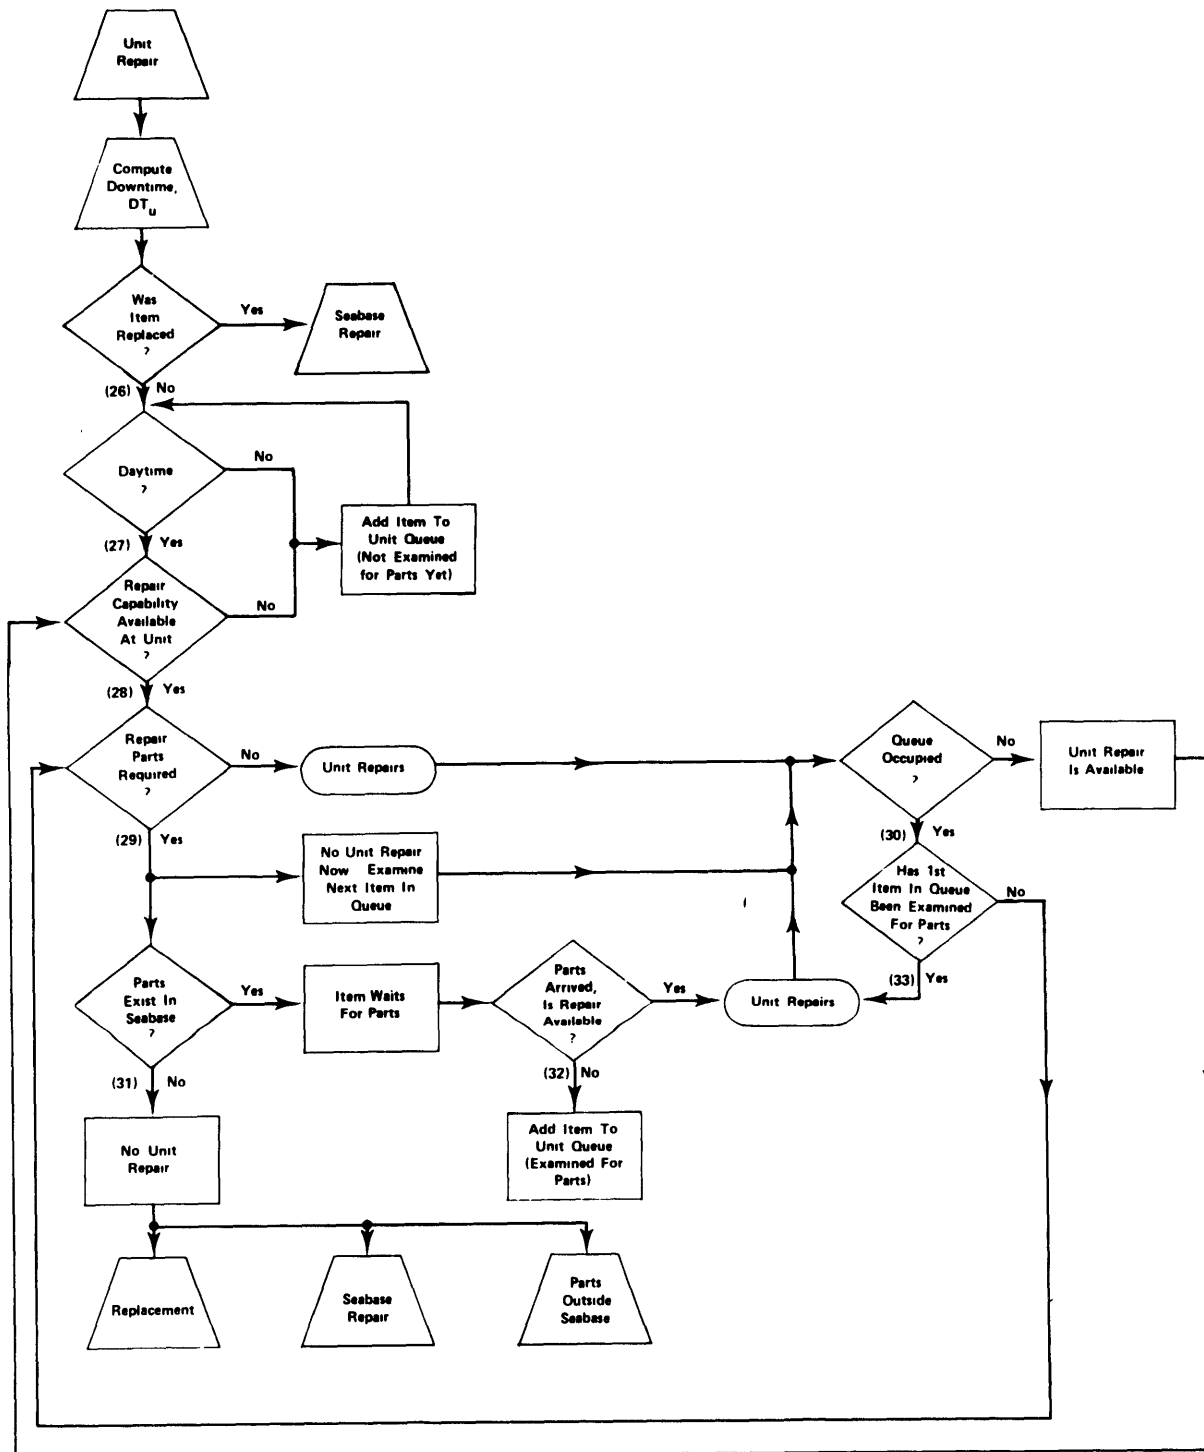 Unit
Repair
Compute
Downtime,
DTu
Was
Item
Replaced
?
Yes
Seabase
Repair
(26) No
Daytime
?
No
Add Item To
Unit Queue
(Not Examined
for Parts Yet)
(27) Yes
Repair
Capability
Available
At Unit
?
No
(28) Yes
Repair
Parts
Required
?
No
Unit Repairs
Queue
Occupied
?
No
Unit Repair
Is Available
(29) Yes
(30) Yes
No Unit Repair
Now Examine
Next Item In
Queue
Has 1st
Item In Queue
Been Examined
For Parts
?
No
Parts
Exist In
Seabase
?
Yes
Item Waits
For Parts
Parts
Arrived,
Is Repair
Available
?
Yes
Unit Repairs
(33) Yes
(31) No
(32) No
No Unit
Repair
Add Item To
Unit Queue
(Examined For
Parts)
Replacement
Seabase
Repair
Parts
Outside
Seabase